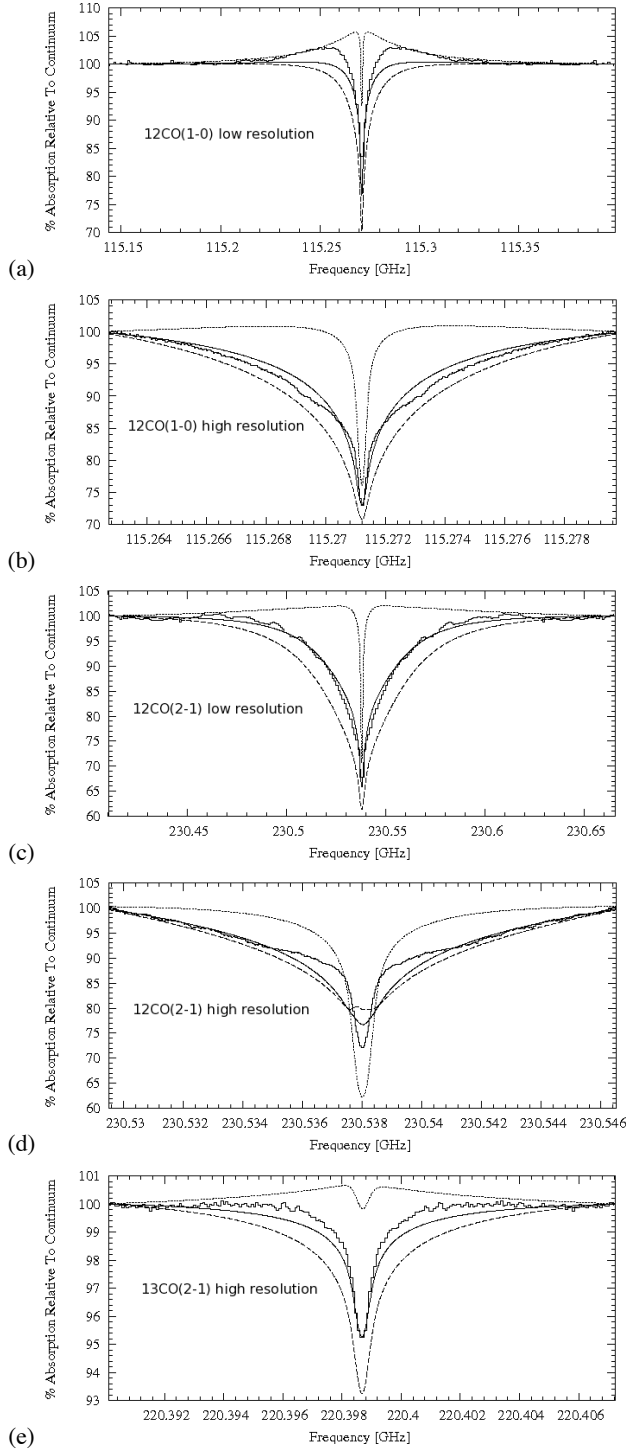 110
105
100
95
90
85
80
75
70
% Absorption Relative To Continuum
12CO(1-0) low resolution
115.15 115.2 115.25 115.3 115.35
Frequency [GHz]
(a)
105
100
95
90
85
80
75
70
% Absorption Relative To Continuum
12CO(1-0) high resolution
115.264 115.266 115.268 115.27 115.272 115.274 115.276 115.278
Frequency [GHz]
(b)
105
100
95
90
85
80
75
70
65
60
% Absorption Relative To Continuum
12CO(2-1) low resolution
230.45 230.5 230.55 230.6 230.65
Frequency [GHz]
(c)
105
100
95
90
85
80
75
70
65
60
% Absorption Relative To Continuum
12CO(2-1) high resolution
230.53 230.532 230.534 230.536 230.538 230.54 230.542 230.544 230.546
Frequency [GHz]
(d)
101
100
99
98
97
96
95
94
93
% Absorption Relative To Continuum
13CO(2-1) high resolution
220.392 220.394 220.396 220.398 220.4 220.402 220.404 220.406
Frequency [GHz]
(e)